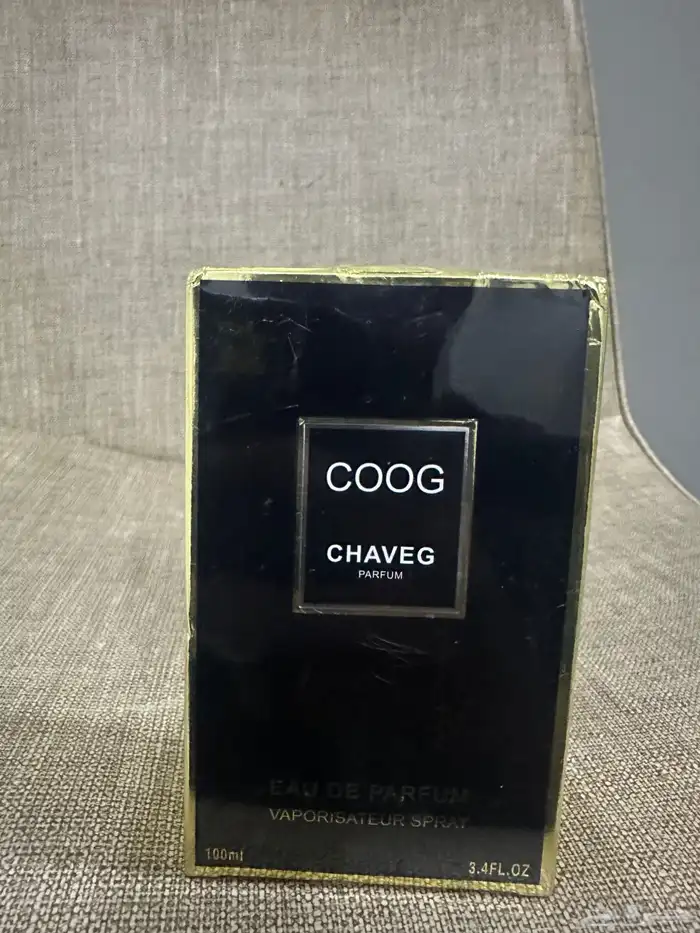 COOG
CHAVEG
PARFUM
EAU DE PARFUM
VAPORISATEUR SPRAY
100ml
3.4FL.OZ